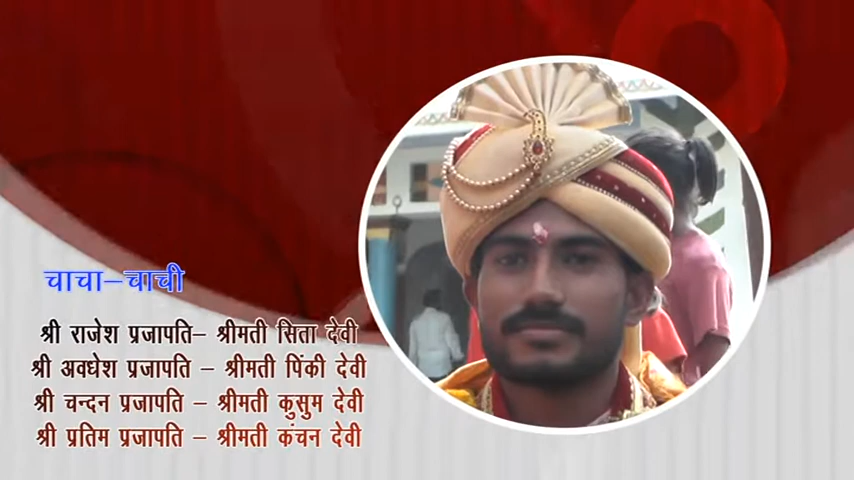 चाचा-चाची
श्री राजेश प्रजापति- श्रीमती सिता देवी
श्री अवधेश प्रजापति - श्रीमती पिंकी देवी
श्री चन्दन प्रजापति - श्रीमती कुसुम देवी
श्री प्रतिम प्रजापति - श्रीमती कंचन देवी